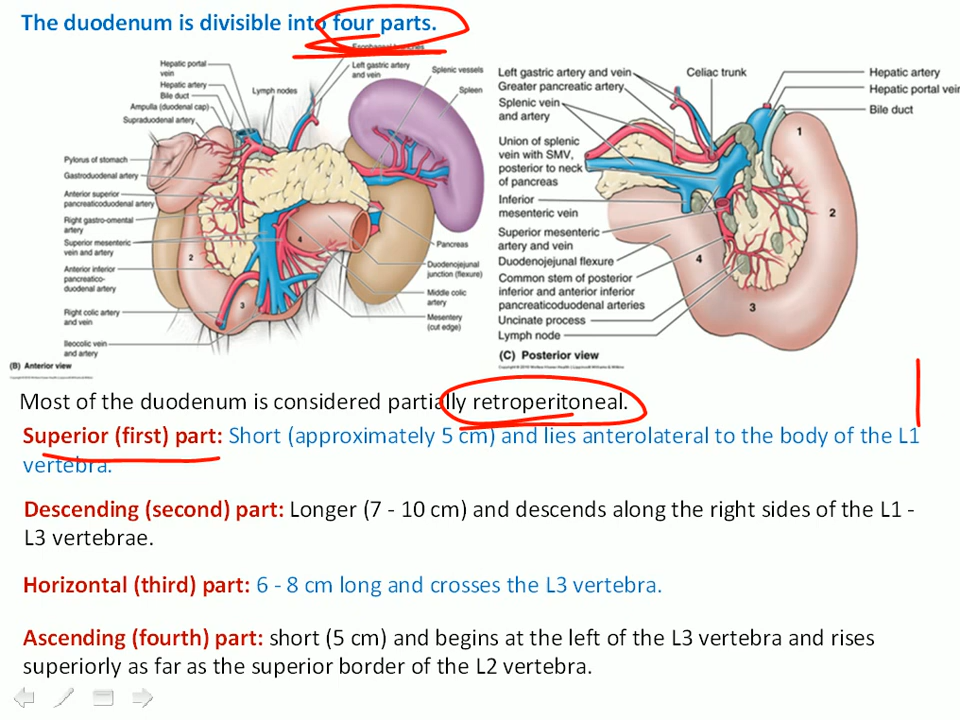 The duodenum is divisible into four parts.
Hepatic portal
vein
Hepatic artery
Bile duct
Ampulla (duodenal cap)
Supraduodenal artery
Lymph nodes
Left gastric artery
and vein
Splenic vessels
Spleen
Pylorus of stomach
Gastroduodenal artery
Anterior superior
pancreaticoduodenal artery
Right gastro-omental
artery
Superior mesenteric
vein and artery
Anterior inferior
pancreatico-
duodenal artery
Right colic artery
and vein
Ileocolic vein
and artery
2
3
4
Pancreas
Duodenojejunal
junction (flexure)
Middle colic
artery
Mesentery
(cut edge)
(B) Anterior view
Left gastric artery and vein
Greater pancreatic artery
Splenic vein
and artery
Union of splenic
vein with SMV,
posterior to neck
of pancreas
Inferior
mesenteric vein
Superior mesenteric
artery and vein
Duodenojejunal flexure
Common stem of posterior
inferior and anterior inferior
pancreaticoduodenal arteries
Uncinate process
Lymph node
Celiac trunk
Hepatic artery
Hepatic portal vein
Bile duct
1
2
3
4
(C) Posterior view
Most of the duodenum is considered partially retroperitoneal.
Superior (first) part: Short (approximately 5 cm) and lies anterolateral to the body of the L1
vertebra.
Descending (second) part: Longer (7 - 10 cm) and descends along the right sides of the L1 -
L3 vertebrae.
Horizontal (third) part: 6 - 8 cm long and crosses the L3 vertebra.
Ascending (fourth) part: short (5 cm) and begins at the left of the L3 vertebra and rises
superiorly as far as the superior border of the L2 vertebra.